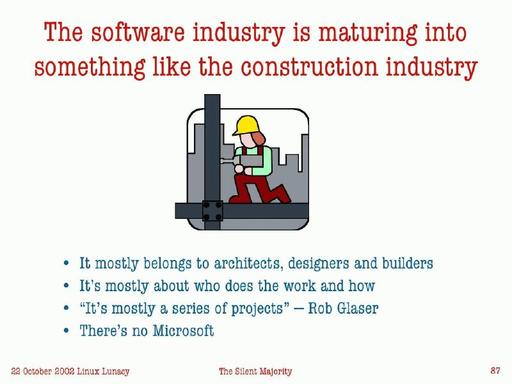 The software industry is maturing into
something like the construction industry
• It mostly belongs to architects, designers and builders
• It's mostly about who does the work and how
• "It's mostly a series of projects" – Rob Glaser
• There's no Microsoft
22 October 2002 Linux Lunacy
The Silent Majority
87